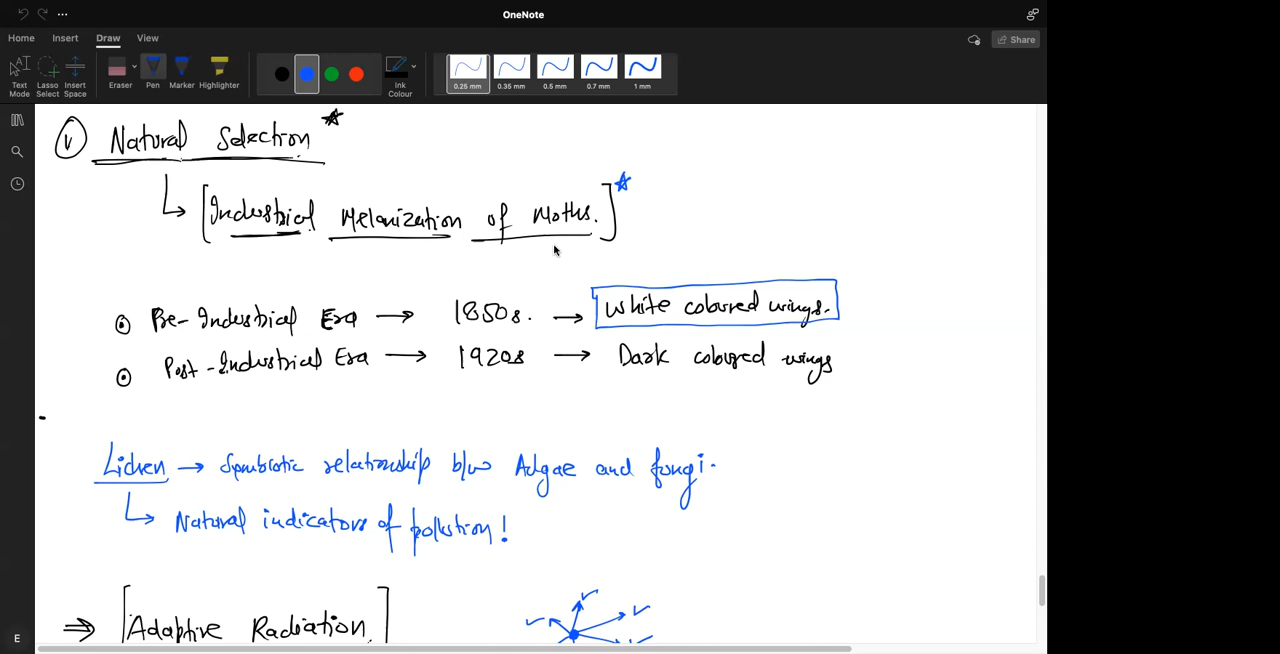 OneNote
Home Insert Draw View
Share
Text Mode
Lasso Select
Insert Space
Eraser
Pen
Marker
Highlighter
Ink Colour
0.25 mm
0.35 mm
0.5 mm
0.7 mm
1 mm
Natural Selection
[Industrial Melanization of Moths.]
Pre-Industrial Era → 1850s. → White coloured wings.
Post-Industrial Era → 1920s → Dark coloured wings
Lichen → Symbiotic relationship b/w Algae and fungi.
Natural indicators of pollution!
⇒ [Adaptive Radiation.]
E